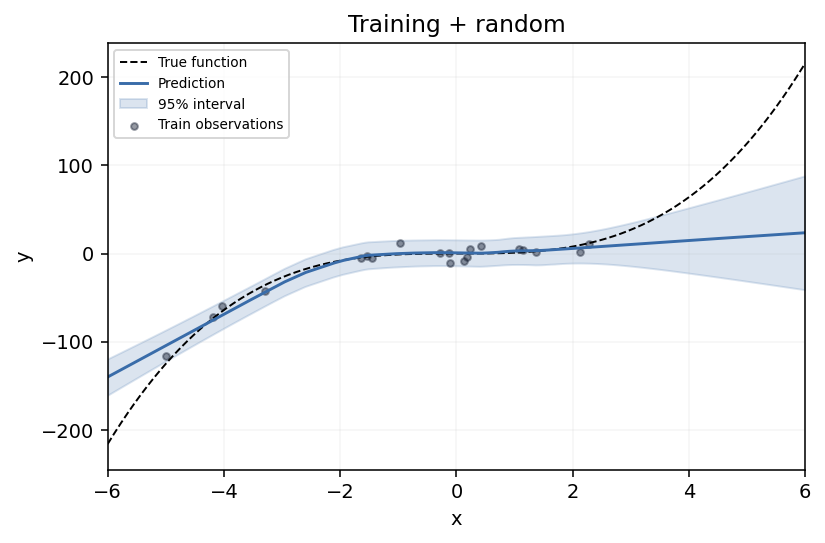 Training + random
True function
Prediction
95% interval
Train observations
200
100
0
−100
−200
y
−6
−4
−2
0
2
4
6
x